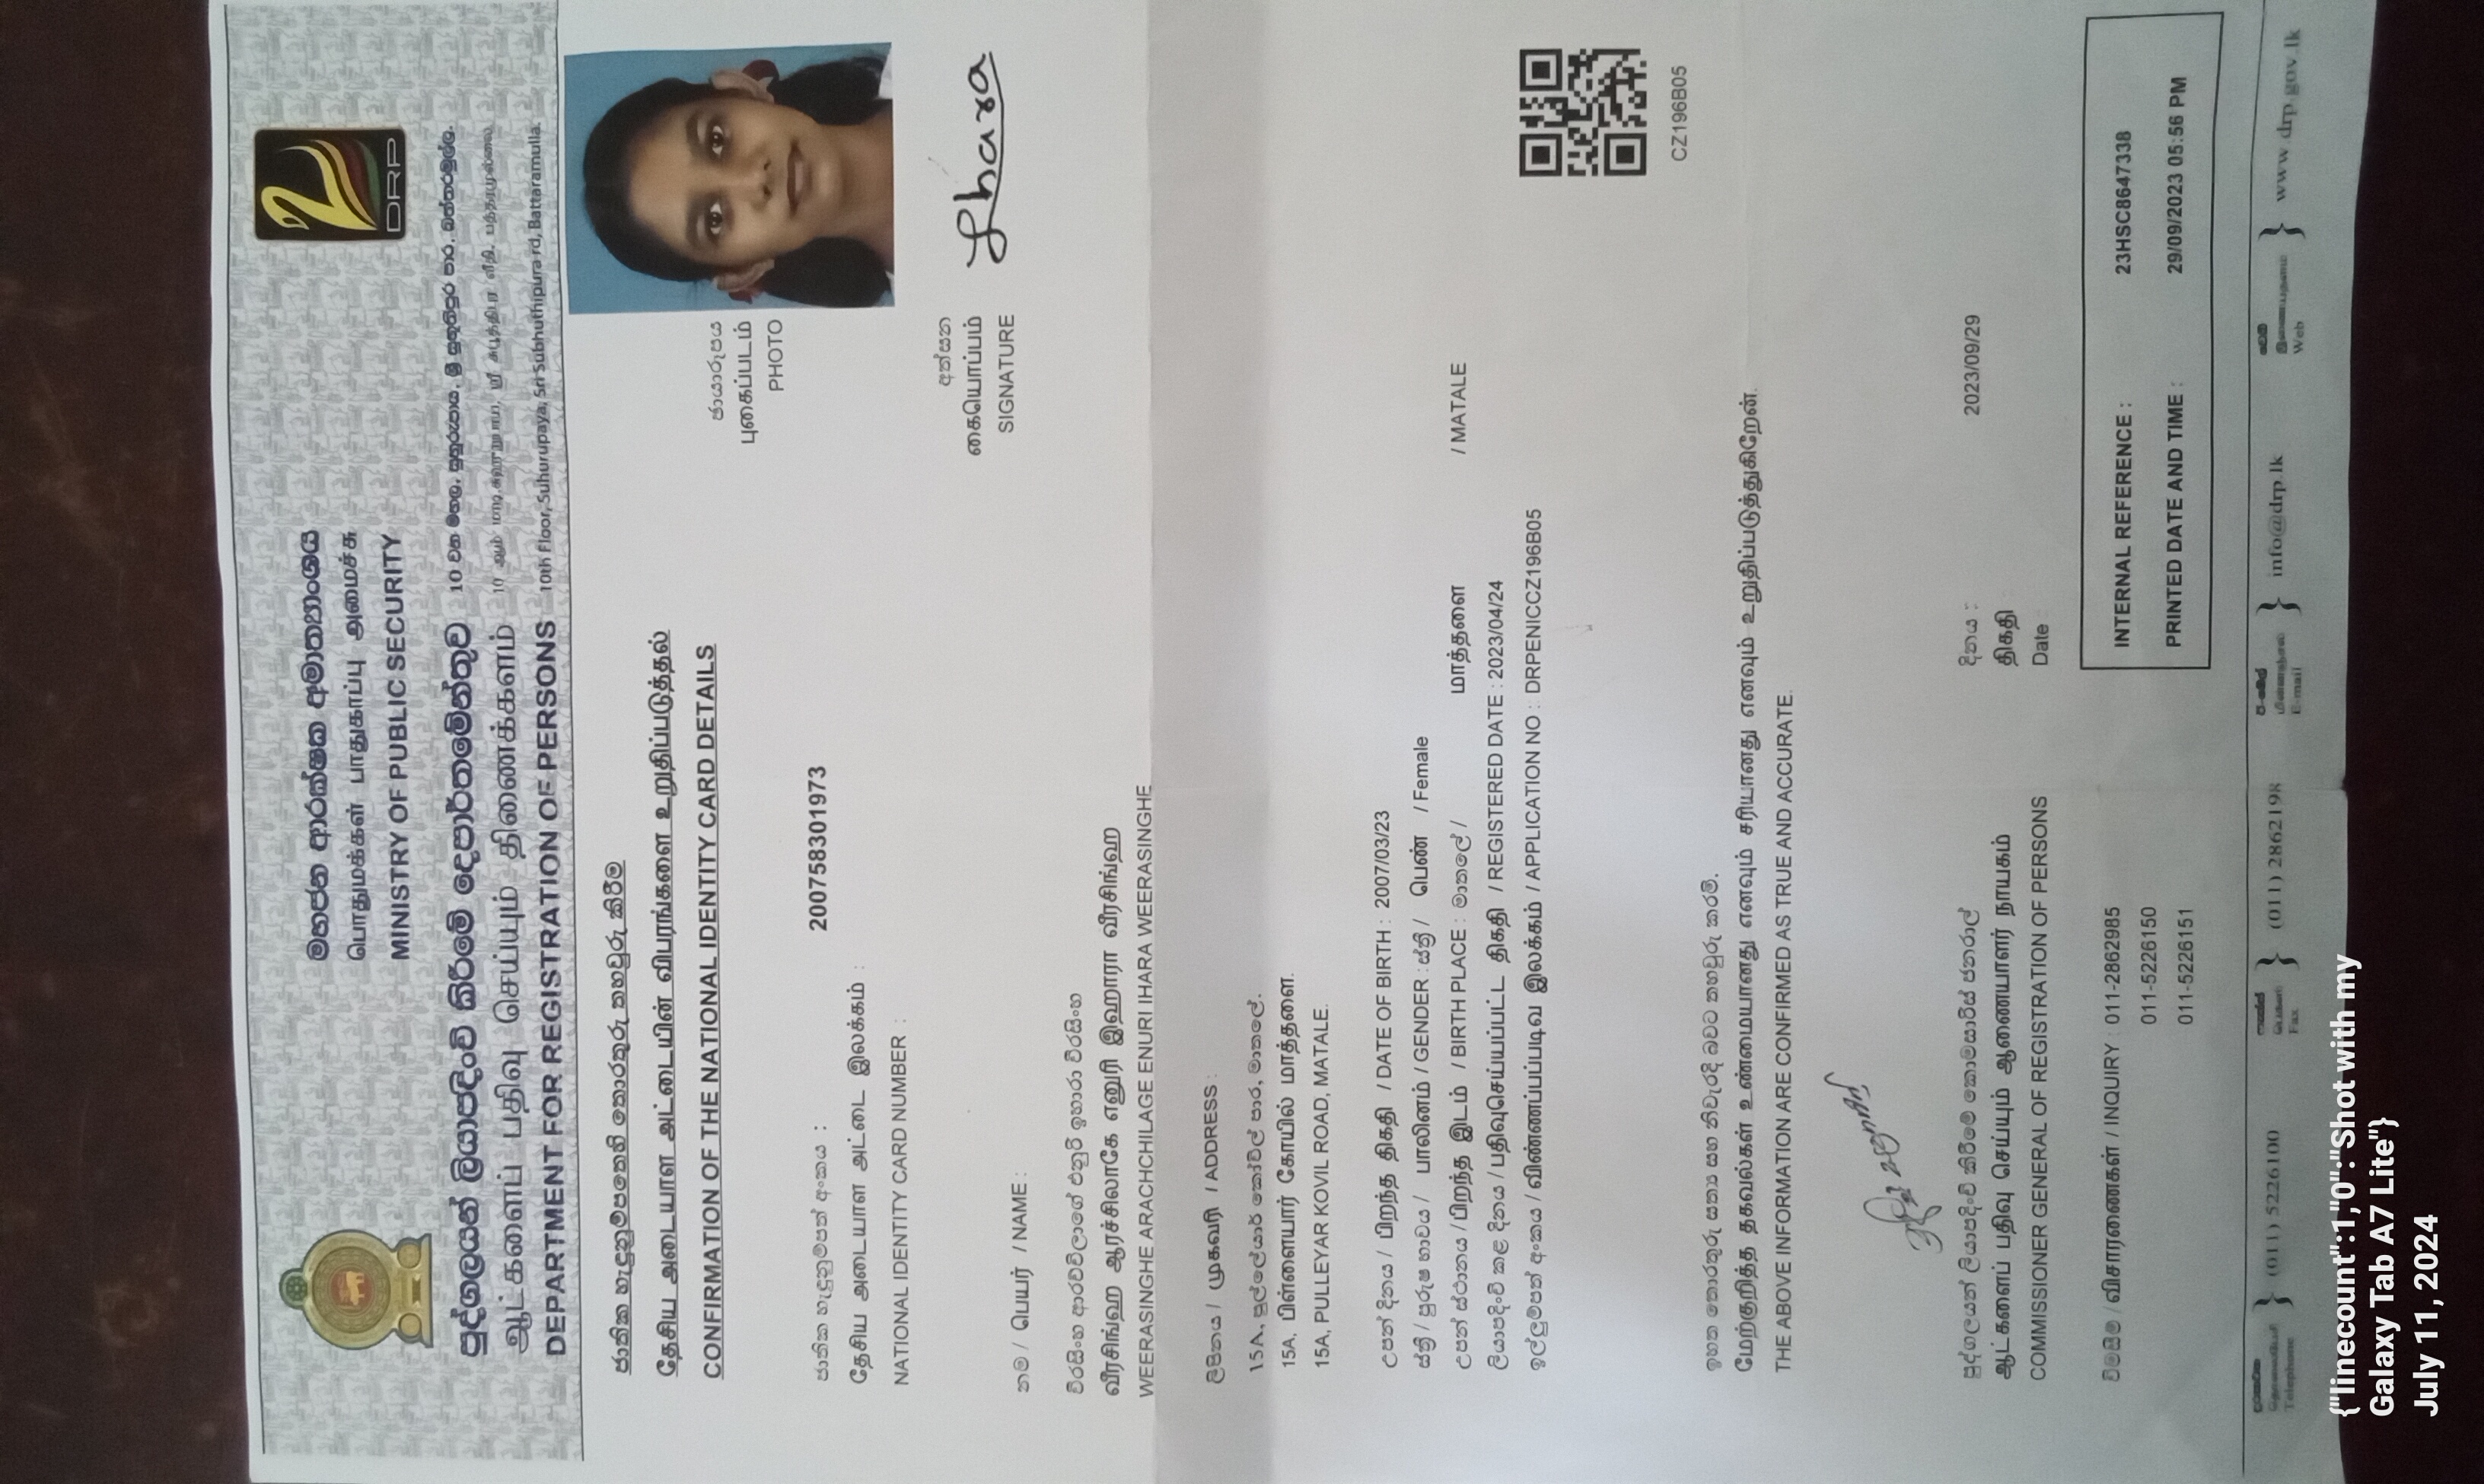 මහජන ආරක්ෂක අමාත්‍යාංශය
பொதுமக்கள் பாதுகாப்பு அமைச்சு
MINISTRY OF PUBLIC SECURITY
DRP
පුද්ගලයන් ලියාපදිංචි කිරීමේ දෙපාර්තමේන්තුව
ஆட்களைப் பதிவு செய்யும் திணைக்களம்
DEPARTMENT FOR REGISTRATION OF PERSONS
10 වන මහල, සුහුරුපාය, ශ්‍රී සුභූතිපුර පාර, බත්තරමුල්ල.
10 ஆம் மாடி,சுஹுறுபாய, ஸ்ரீ சுபூத்திபுர வீதி, பத்தரமுல்லை.
10th Floor, Suhurupaya, Sri Subhuthipura rd, Battaramulla.
ජාතික හැඳුනුම්පතෙහි තොරතුරු තහවුරු කිරීම
தேசிய அடையாள அட்டையின் விபரங்களை உறுதிப்படுத்தல்
CONFIRMATION OF THE NATIONAL IDENTITY CARD DETAILS
ඡායාරූපය
புகைப்படம்
PHOTO
ජාතික හැඳුනුම්පත් අංකය : 200758301973
தேசிய அடையாள அட்டை இலக்கம் :
NATIONAL IDENTITY CARD NUMBER :
අත්සන
கையொப்பம்
SIGNATURE
Ihara
නම / பெயர் / NAME :
වීරසිංහ ආරච්චිලාගේ එනුරි ඉහාරා වීරසිංහ
வீரசிங்ஹ ஆரச்சிலாகே எனுரி இஹாரா வீரசிங்ஹ
WEERASINGHE ARACHCHILAGE ENURI IHARA WEERASINGHE
ලිපිනය / முகவரி / ADDRESS :
15A, පුල්ලේයාර් කෝවිල් පාර, මාතලේ.
15A, பிள்ளையார் கோயில் மாத்தளை.
15A, PULLEYAR KOVIL ROAD, MATALE.
උපන් දිනය / பிறந்த திகதி / DATE OF BIRTH : 2007/03/23
ස්ත්‍රී / පුරුෂ භාවය / பாலினம் / GENDER : ස්ත්‍රී / பெண் / Female
උපන් ස්ථානය / பிறந்த இடம் / BIRTH PLACE : මාතලේ / மாத்தளை / MATALE
ලියාපදිංචි කළ දිනය / பதிவுசெய்யப்பட்ட திகதி / REGISTERED DATE : 2023/04/24
ඉල්ලුම්පත් අංකය / விண்ணப்பப்படிவ இலக்கம் / APPLICATION NO : DRPENICCZ196B05
CZ196B05
ඉහත තොරතුරු සත්‍ය සහ නිවැරදි බවට තහවුරු කරමි.
மேற்குறித்த தகவல்கள் உண்மையானது எனவும் சரியானது எனவும் உறுதிப்படுத்துகிறேன்.
THE ABOVE INFORMATION ARE CONFIRMED AS TRUE AND ACCURATE.
පුද්ගලයන් ලියාපදිංචි කිරීමේ කොමසාරිස් ජනරාල්
ஆட்களைப் பதிவு செய்யும் ஆணையாளர் நாயகம்
COMMISSIONER GENERAL OF REGISTRATION OF PERSONS
දිනය : 2023/09/29
திகதி
Date
විමසීම් / விசாரணைகள் / INQUIRY : 011-2862985
011-5226150
011-5226151
INTERNAL REFERENCE : 23HSC8647338
PRINTED DATE AND TIME : 29/09/2023 05:56 PM
දුරකථන
தொலைபேசி
Telephone
(011) 5226100
ෆැක්ස්
Fax
(011) 2862198
ඊ-මේල්
மின்னஞ்சல்
E-mail
info@drp.lk
වෙබ්
இணையதளம்
Web
www.drp.gov.lk
{"linecount":1,"0":"Shot with my
Galaxy Tab A7 Lite"}
July 11, 2024